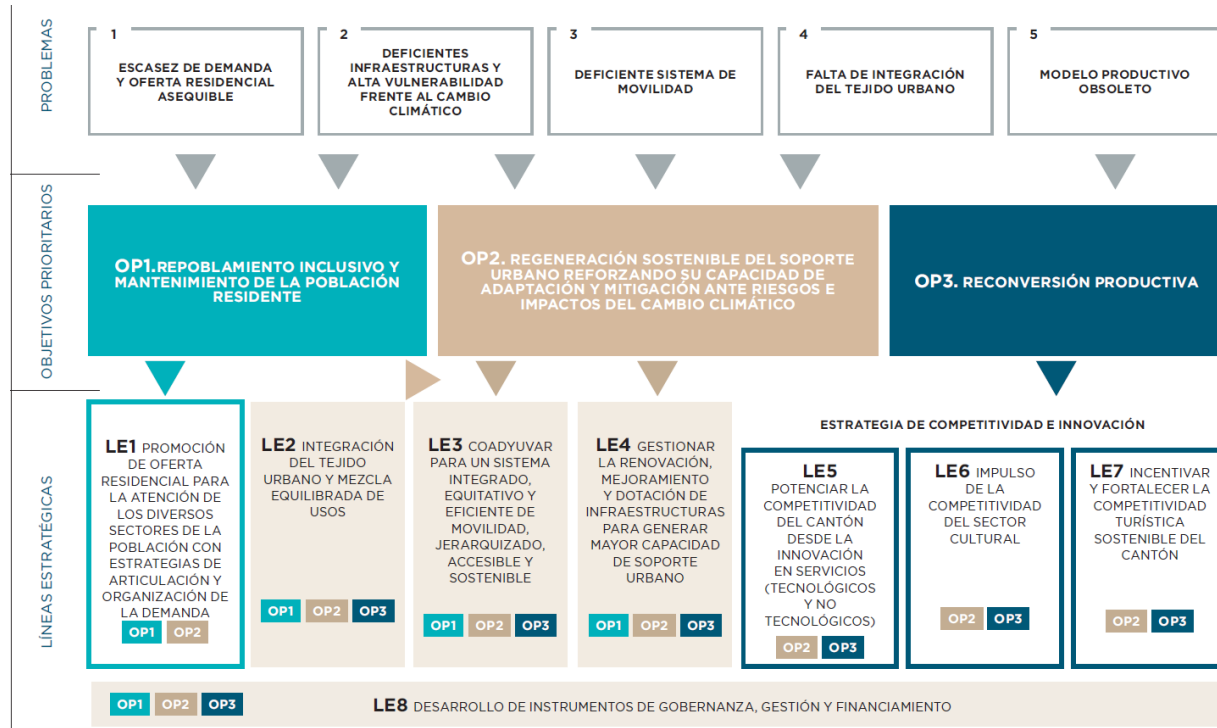 PROBLEMAS
1
ESCASEZ DE DEMANDA
Y OFERTA RESIDENCIAL
ASEQUIBLE
2
DEFICIENTES
INFRAESTRUCTURAS Y
ALTA VULNERABILIDAD
FRENTE AL CAMBIO
CLIMÁTICO
3
DEFICIENTE SISTEMA DE
MOVILIDAD
4
FALTA DE INTEGRACIÓN
DEL TEJIDO URBANO
5
MODELO PRODUCTIVO
OBSOLETO
OBJETIVOS PRIORITARIOS
OP1.REPOBLAMIENTO INCLUSIVO Y
MANTENIMIENTO DE LA POBLACIÓN
RESIDENTE
OP2. REGENERACIÓN SOSTENIBLE DEL SOPORTE
URBANO REFORZANDO SU CAPACIDAD DE
ADAPTACIÓN Y MITIGACIÓN ANTE RIESGOS E
IMPACTOS DEL CAMBIO CLIMÁTICO
OP3. RECONVERSIÓN PRODUCTIVA
LÍNEAS ESTRATÉGICAS
LE1 PROMOCIÓN
DE OFERTA
RESIDENCIAL PARA
LA ATENCIÓN DE
LOS DIVERSOS
SECTORES DE LA
POBLACIÓN CON
ESTRATEGIAS DE
ARTICULACIÓN Y
ORGANIZACIÓN DE
LA DEMANDA
OP1 OP2
LE2 INTEGRACIÓN
DEL TEJIDO
URBANO Y MEZCLA
EQUILIBRADA DE
USOS
OP1 OP2 OP3
LE3 COADYUVAR
PARA UN SISTEMA
INTEGRADO,
EQUITATIVO Y
EFICIENTE DE
MOVILIDAD,
JERARQUIZADO,
ACCESIBLE Y
SOSTENIBLE
OP1 OP2 OP3
LE4 GESTIONAR
LA RENOVACIÓN,
MEJORAMIENTO
Y DOTACIÓN DE
INFRAESTRUCTURAS
PARA GENERAR
MAYOR CAPACIDAD
DE SOPORTE
URBANO
OP1 OP2 OP3
ESTRATEGIA DE COMPETITIVIDAD E INNOVACIÓN
LE5
POTENCIAR LA
COMPETITIVIDAD
DEL CANTÓN
DESDE LA
INNOVACIÓN
EN SERVICIOS
(TECNOLÓGICOS
Y NO
TECNOLÓGICOS)
OP2 OP3
LE6 IMPULSO
DE LA
COMPETITIVIDAD
DEL SECTOR
CULTURAL
OP2 OP3
LE7 INCENTIVAR
Y FORTALECER LA
COMPETITIVIDAD
TURÍSTICA
SOSTENIBLE DEL
CANTÓN
OP2 OP3
OP1 OP2 OP3
LE8 DESARROLLO DE INSTRUMENTOS DE GOBERNANZA, GESTIÓN Y FINANCIAMIENTO